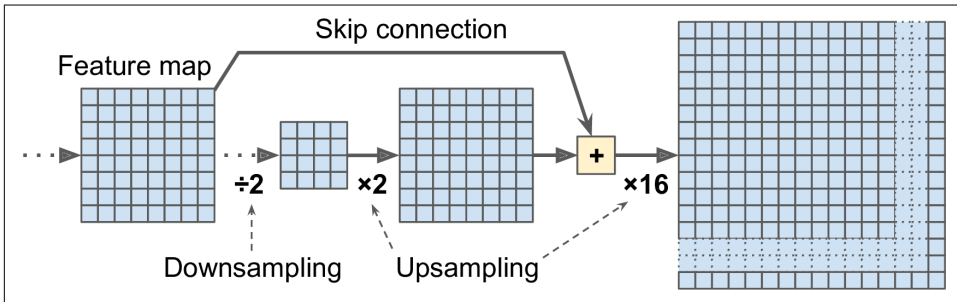 Skip connection
Feature map
+
÷2
×2
×16
Downsampling
Upsampling